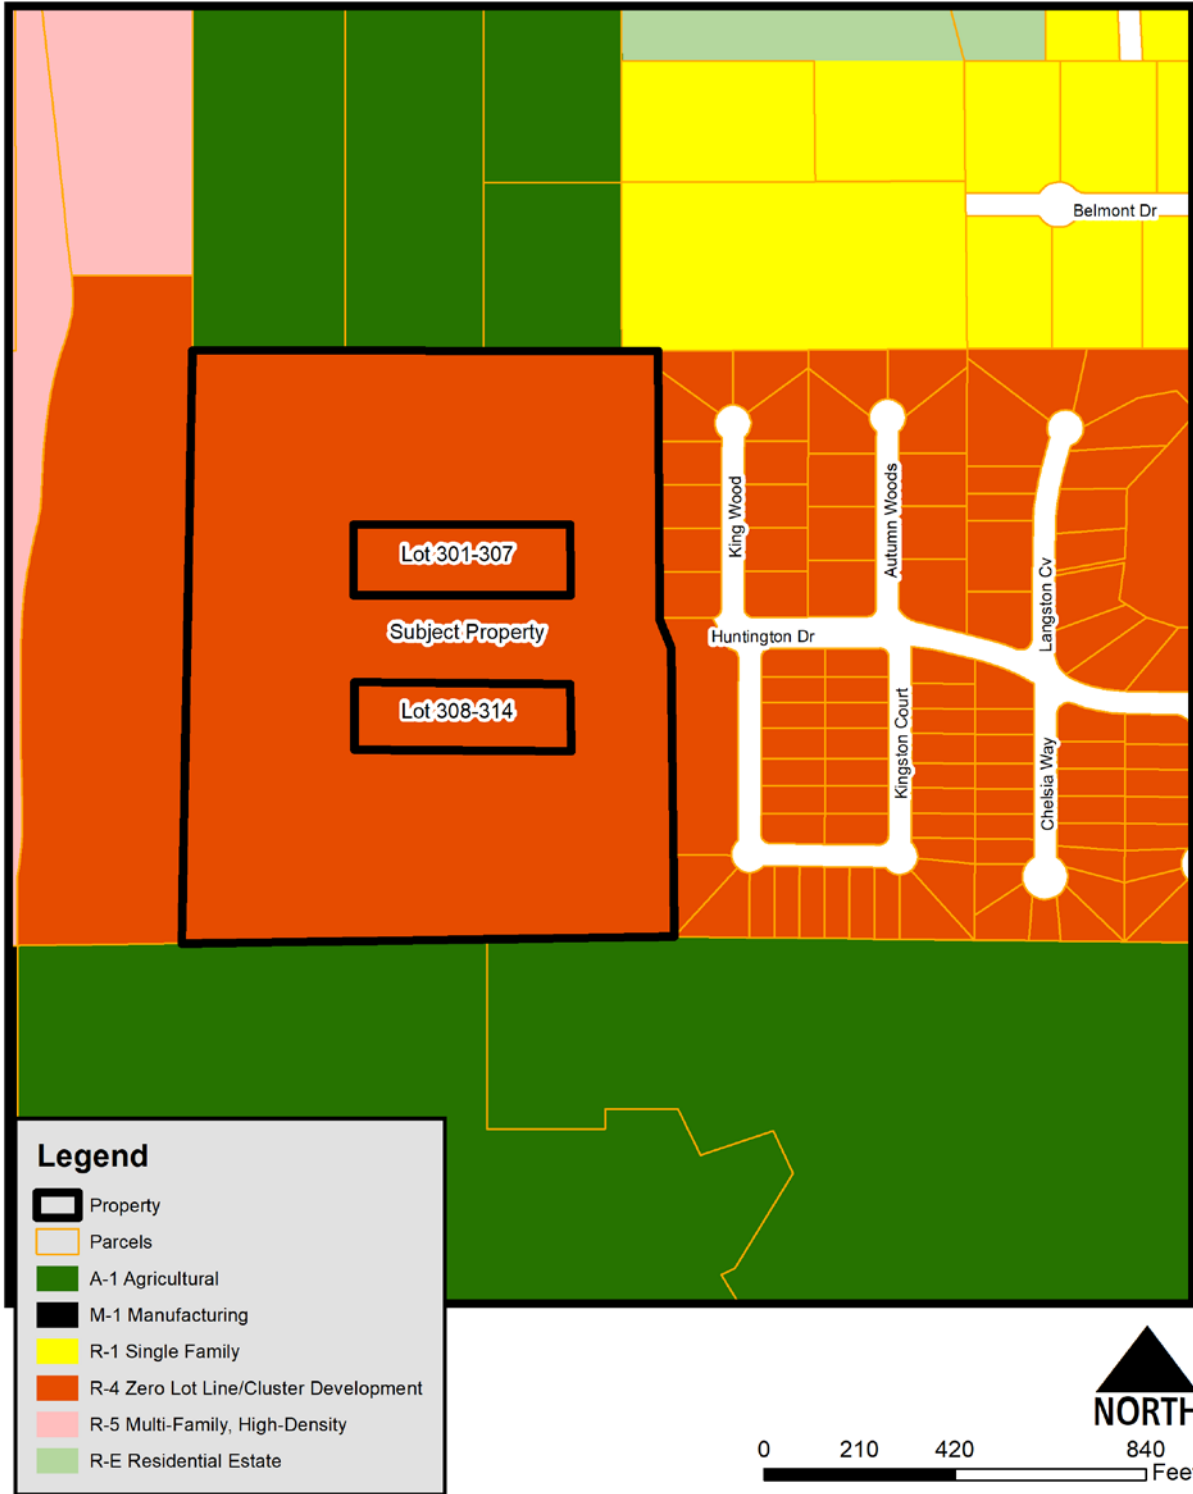 Belmont Dr
Lot 301-307
Subject Property
Lot 308-314
King Wood
Autumn Woods
Langston Cv
Huntington Dr
Kingston Court
Chelsia Way
Legend
Property
Parcels
A-1 Agricultural
M-1 Manufacturing
R-1 Single Family
R-4 Zero Lot Line/Cluster Development
R-5 Multi-Family, High-Density
R-E Residential Estate
NORTH
0 210 420 840
Feet